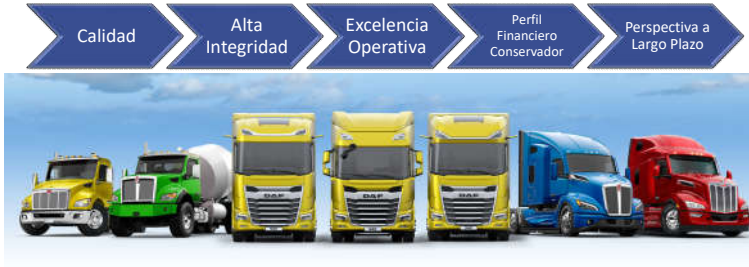 Calidad
Alta
Integridad
Excelencia
Operativa
Perfil
Financiero
Conservador
Perspectiva a
Largo Plazo
DAF
DAF
DAF